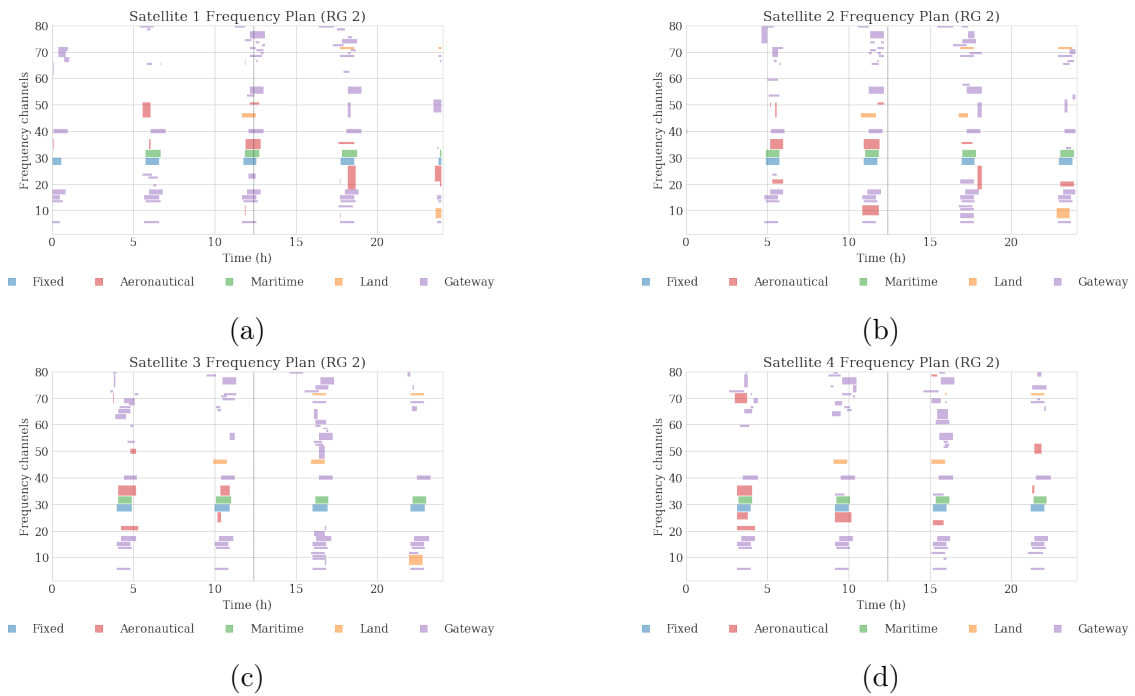 Satellite 1 Frequency Plan (RG 2)
80
70
60
50
40
30
20
10
Frequency channels
0 5 10 15 20
Time (h)
Fixed Aeronautical Maritime Land Gateway
(a)
Satellite 2 Frequency Plan (RG 2)
80
70
60
50
40
30
20
10
Frequency channels
0 5 10 15 20
Time (h)
Fixed Aeronautical Maritime Land Gateway
(b)
Satellite 3 Frequency Plan (RG 2)
80
70
60
50
40
30
20
10
Frequency channels
0 5 10 15 20
Time (h)
Fixed Aeronautical Maritime Land Gateway
(c)
Satellite 4 Frequency Plan (RG 2)
80
70
60
50
40
30
20
10
Frequency channels
0 5 10 15 20
Time (h)
Fixed Aeronautical Maritime Land Gateway
(d)